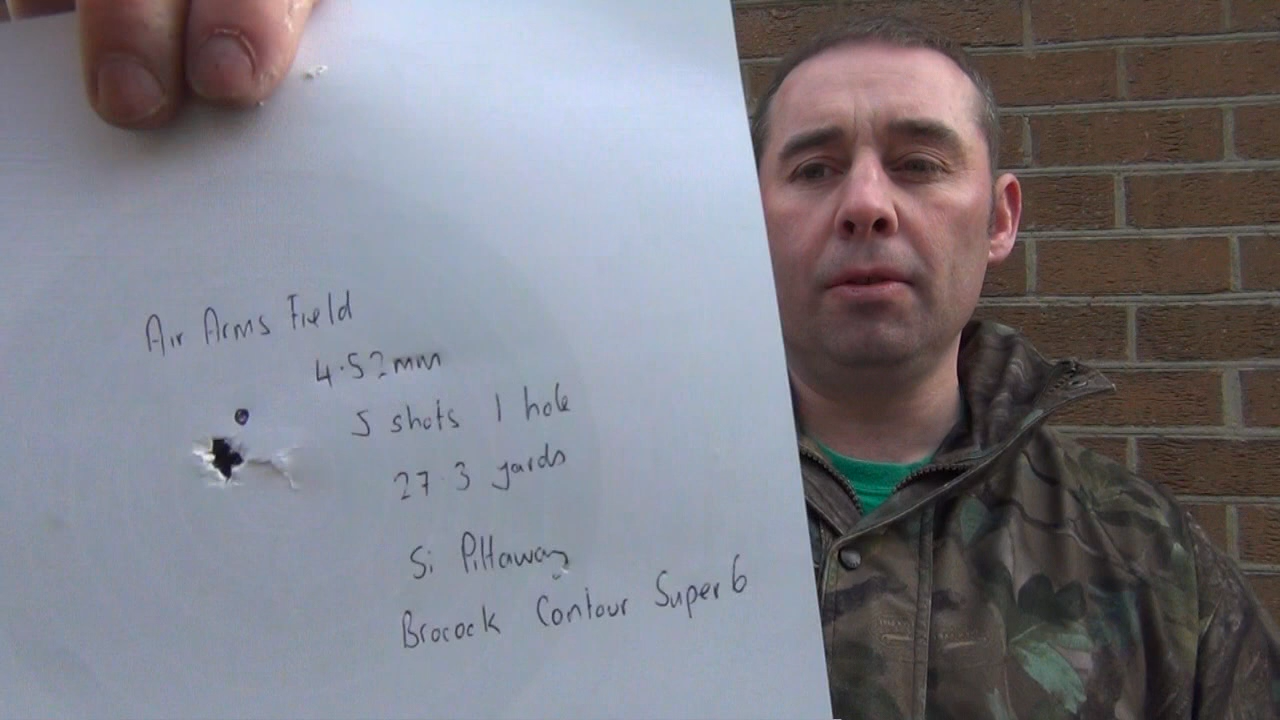 Air Arms Field
4.52mm
5 shots 1 hole
27.3 yards
Si Pittaway
Brocock Contour Super 6